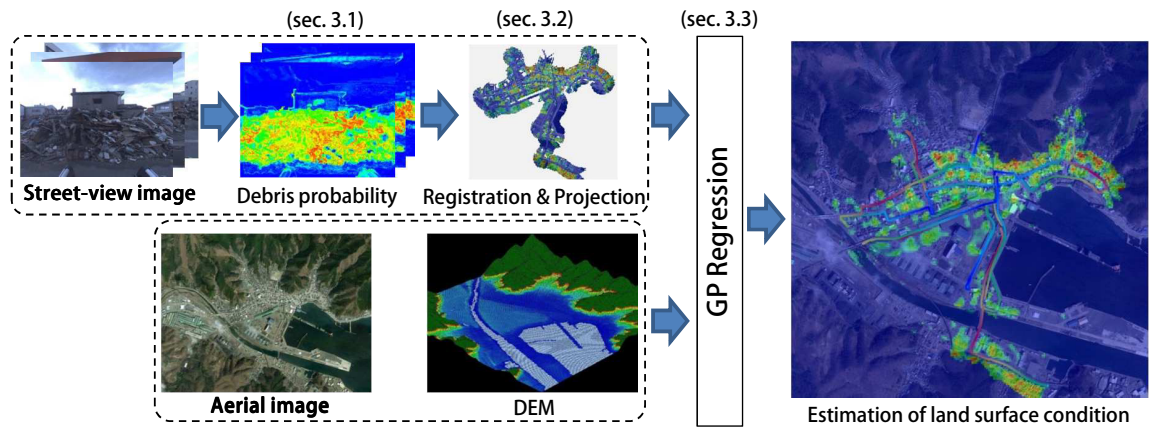 (sec. 3.1)
(sec. 3.2)
(sec. 3.3)
Street-view image
Debris probability
Registration & Projection
GP Regression
Aerial image
DEM
Estimation of land surface condition